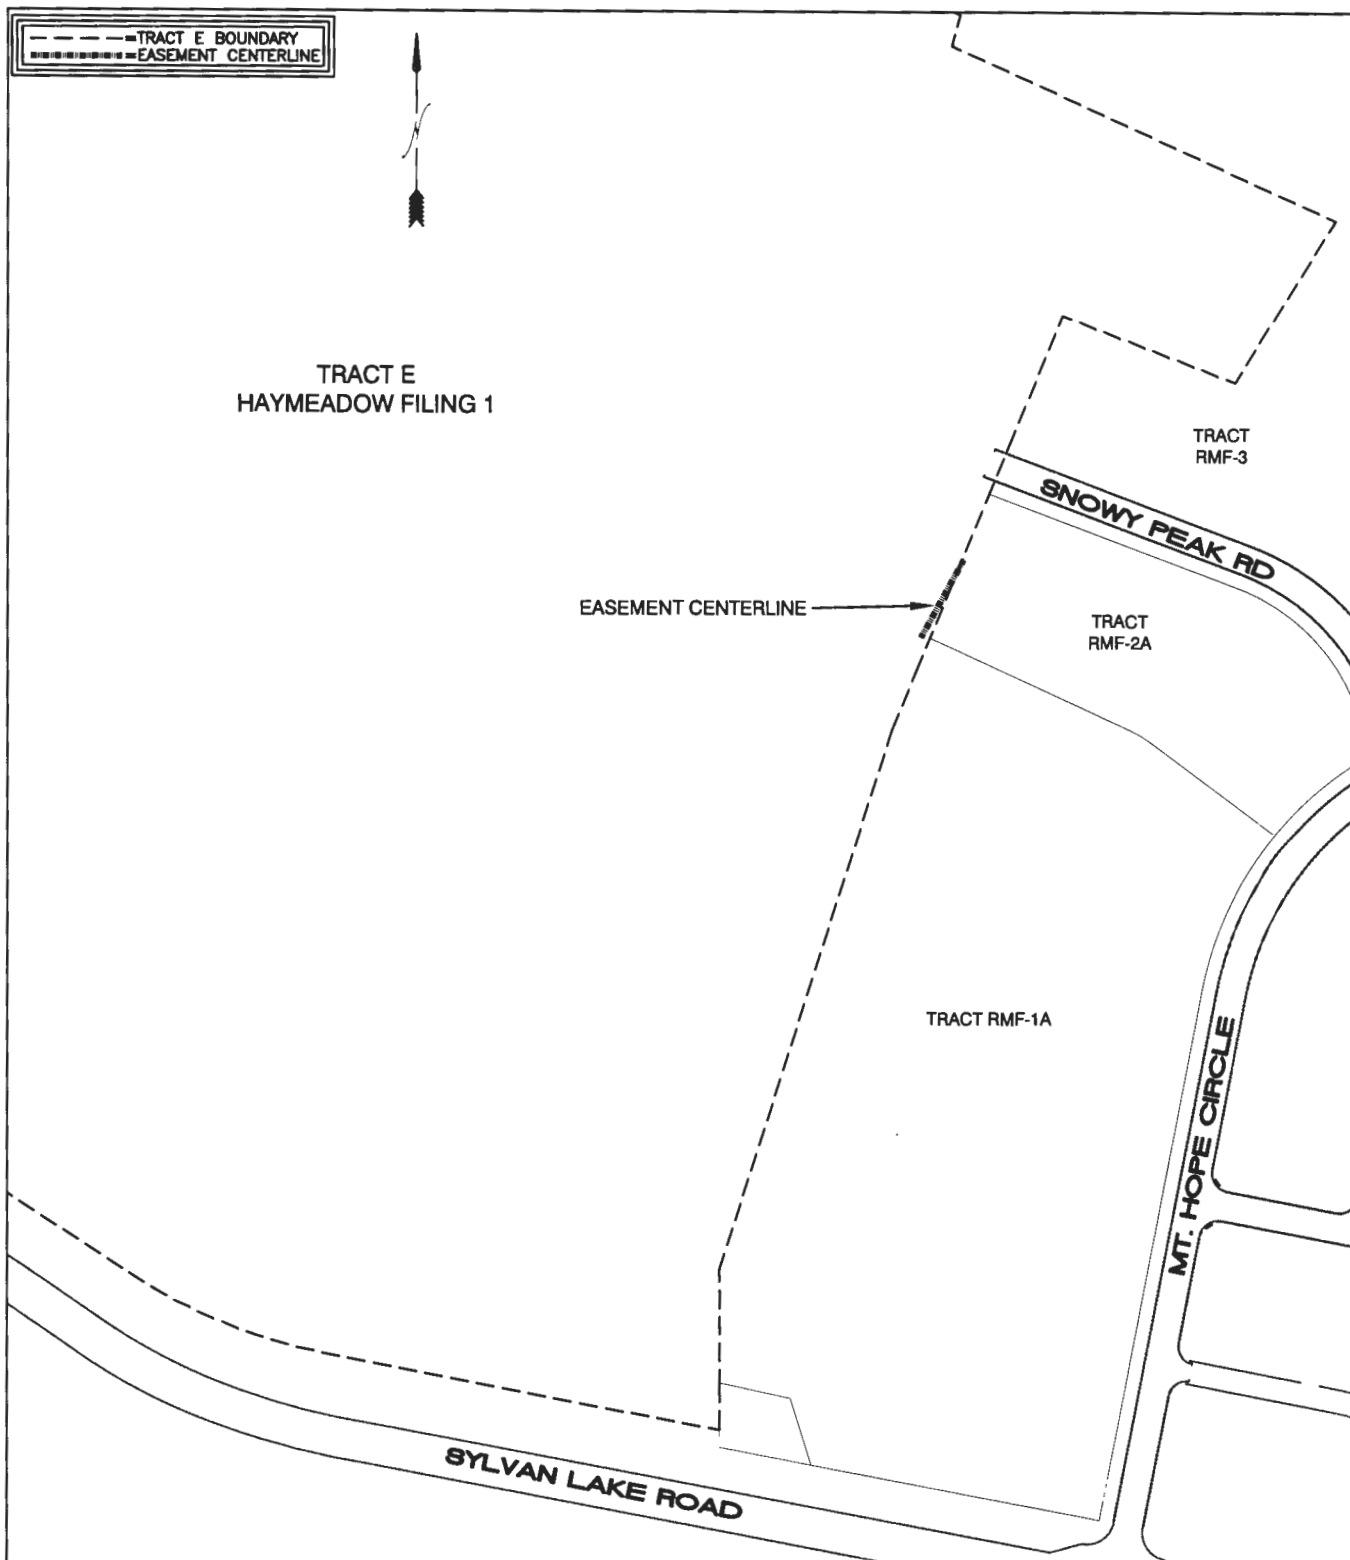 =TRACT E BOUNDARY
=EASEMENT CENTERLINE
N
TRACT E
HAYMEADOW FILING 1
TRACT
RMF-3
SNOWY PEAK RD
EASEMENT CENTERLINE
TRACT
RMF-2A
TRACT RMF-1A
MT. HOPE CIRCLE
SYLVAN LAKE ROAD